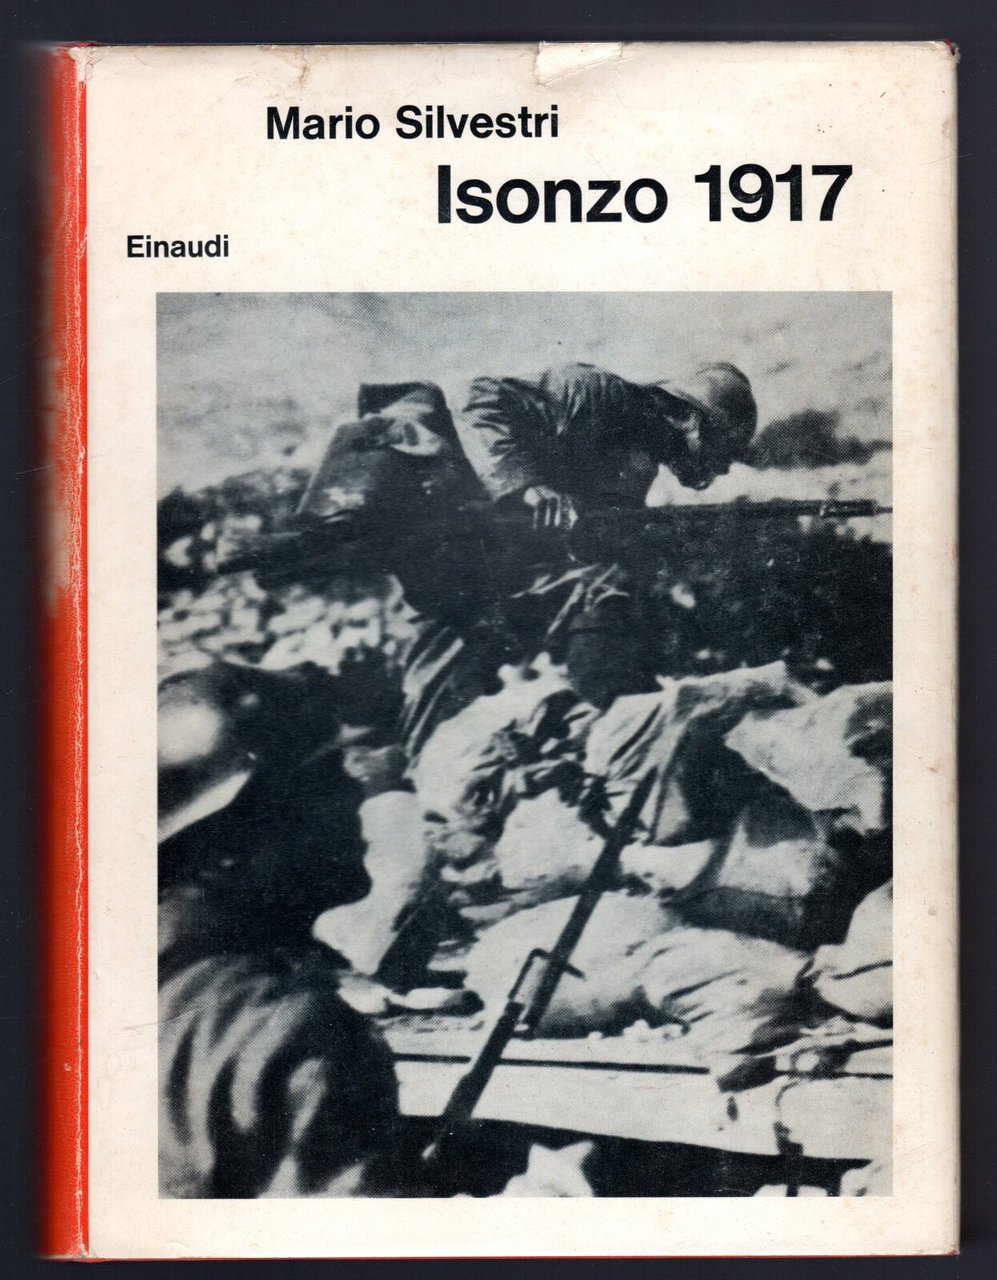 Mario Silvestri
Isonzo 1917
Einaudi